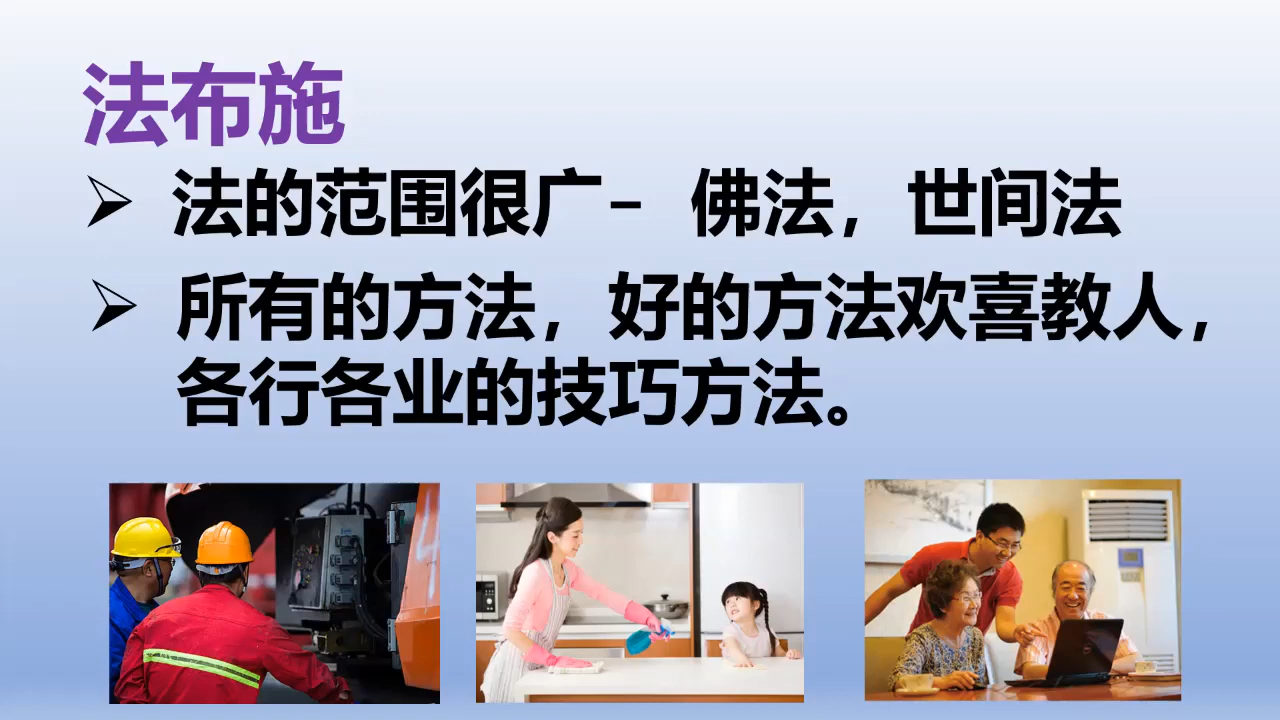 法布施
➢ 法的范围很广- 佛法，世间法
➢ 所有的方法，好的方法欢喜教人，
各行各业的技巧方法。